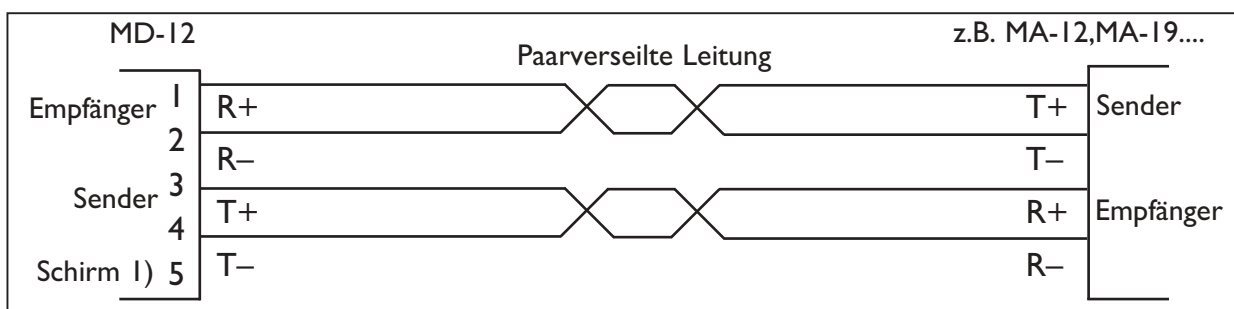 MD-12 z.B. MA-12,MA-19....
Paarverseilte Leitung
Empfänger 1 R+ T+ Sender
2 R– T–
Sender 3 T+ R+ Empfänger
4
Schirm 1) 5 T– R–